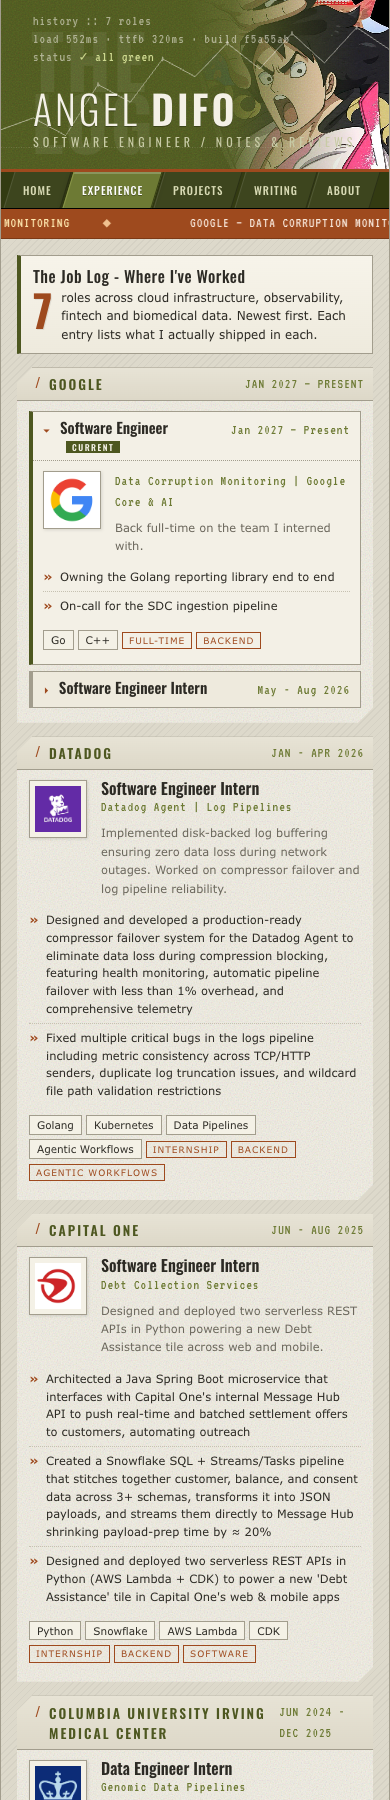 history :: 7 roles
load 552ms · ttfb 320ms · build f5a55ab
status ✓ all green
ANGEL DIFO
SOFTWARE ENGINEER / NOTES & REVIEWS
HOME EXPERIENCE PROJECTS WRITING ABOUT
MONITORING ◆ GOOGLE — DATA CORRUPTION MONIT
The Job Log - Where I've Worked
7 roles across cloud infrastructure, observability,
fintech and biomedical data. Newest first. Each
entry lists what I actually shipped in each.
/ GOOGLE JAN 2027 — PRESENT
Software Engineer Jan 2027 — Present
CURRENT
Data Corruption Monitoring | Google
Core & AI
Back full-time on the team I interned
with.
» Owning the Golang reporting library end to end
» On-call for the SDC ingestion pipeline
Go C++ FULL-TIME BACKEND
Software Engineer Intern May - Aug 2026
/ DATADOG JAN - APR 2026
DATADOG
Software Engineer Intern
Datadog Agent | Log Pipelines
Implemented disk-backed log buffering
ensuring zero data loss during network
outages. Worked on compressor failover and
log pipeline reliability.
» Designed and developed a production-ready
compressor failover system for the Datadog Agent to
eliminate data loss during compression blocking,
featuring health monitoring, automatic pipeline
failover with less than 1% overhead, and
comprehensive telemetry
» Fixed multiple critical bugs in the logs pipeline
including metric consistency across TCP/HTTP
senders, duplicate log truncation issues, and wildcard
file path validation restrictions
Golang Kubernetes Data Pipelines
Agentic Workflows INTERNSHIP BACKEND
AGENTIC WORKFLOWS
/ CAPITAL ONE JUN - AUG 2025
Software Engineer Intern
Debt Collection Services
Designed and deployed two serverless REST
APIs in Python powering a new Debt
Assistance tile across web and mobile.
» Architected a Java Spring Boot microservice that
interfaces with Capital One's internal Message Hub
API to push real-time and batched settlement offers
to customers, automating outreach
» Created a Snowflake SQL + Streams/Tasks pipeline
that stitches together customer, balance, and consent
data across 3+ schemas, transforms it into JSON
payloads, and streams them directly to Message Hub
shrinking payload-prep time by ≈ 20%
» Designed and deployed two serverless REST APIs in
Python (AWS Lambda + CDK) to power a new 'Debt
Assistance' tile in Capital One's web & mobile apps
Python Snowflake AWS Lambda CDK
INTERNSHIP BACKEND SOFTWARE
/ COLUMBIA UNIVERSITY IRVING JUN 2024 -
MEDICAL CENTER DEC 2025
Data Engineer Intern
Genomic Data Pipelines